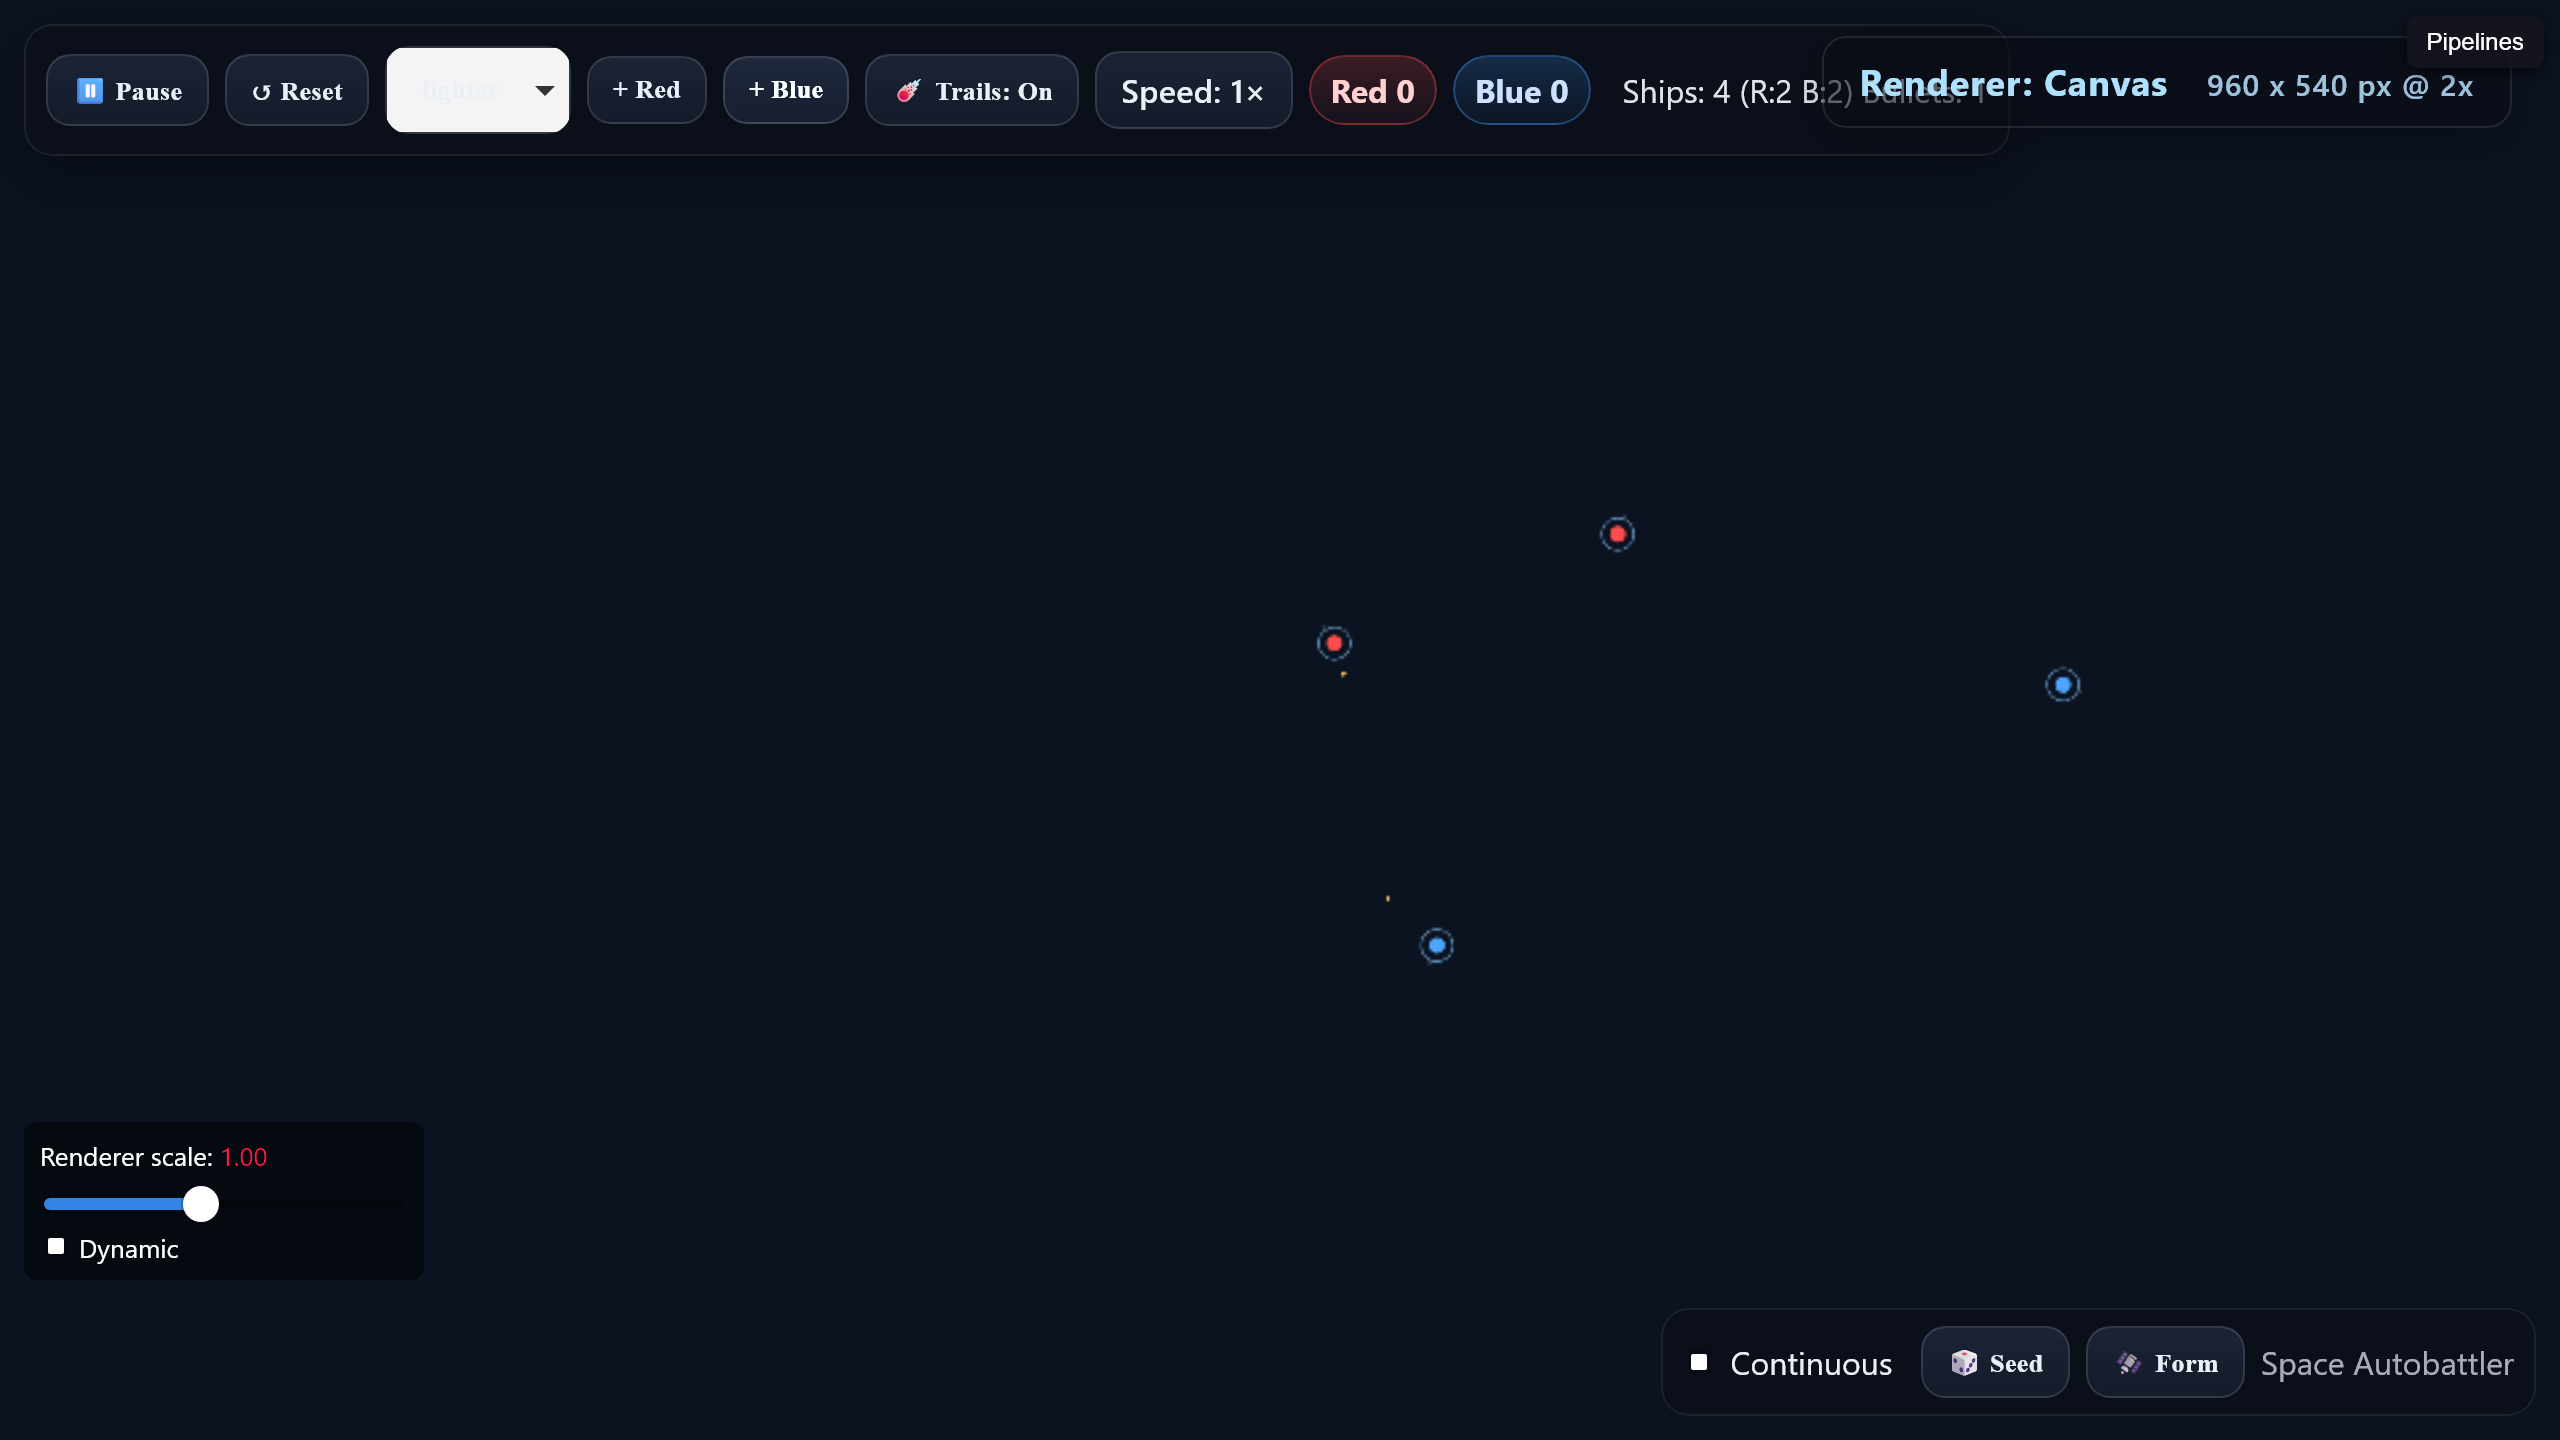 Pipelines
Pause
↺ Reset
fighter
+ Red
+ Blue
Trails: On
Speed: 1×
Red 0
Blue 0
Ships: 4 (R:2 B:2) Bullets: 1
Renderer: Canvas
960 x 540 px @ 2x
Renderer scale: 1.00
Dynamic
Continuous
Seed
Form
Space Autobattler